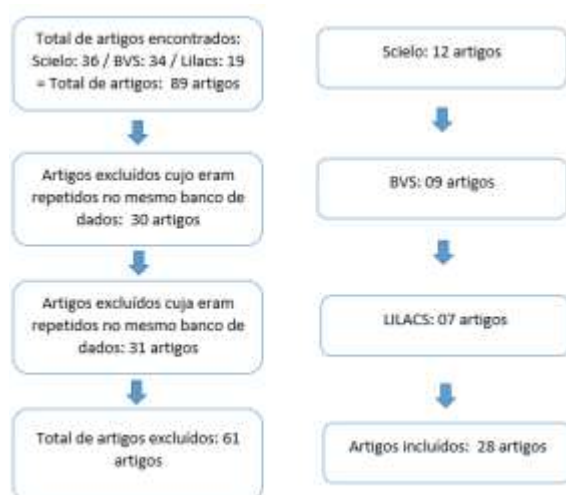 Total de artigos encontrados:
Scielo: 36 / BVS: 34 / Lilacs: 19
= Total de artigos: 89 artigos
Artigos excluídos cujo eram
repetidos no mesmo banco de
dados: 30 artigos
Artigos excluídos cuja eram
repetidos no mesmo banco de
dados: 31 artigos
Total de artigos excluídos: 61
artigos
Scielo: 12 artigos
BVS: 09 artigos
LILACS: 07 artigos
Artigos incluídos: 28 artigos